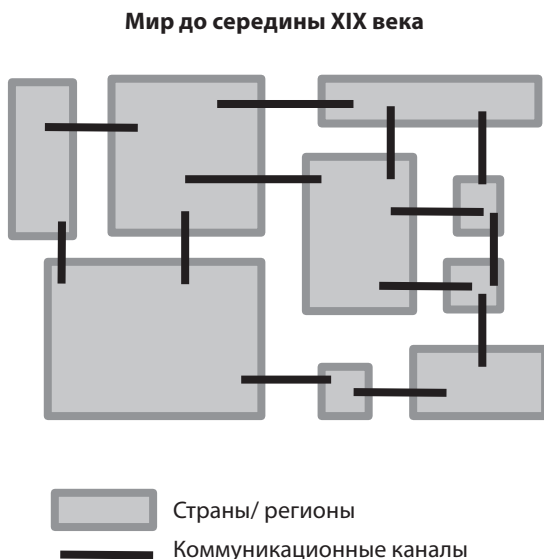 Мир до середины XIX века
Страны/ регионы
Коммуникационные каналы